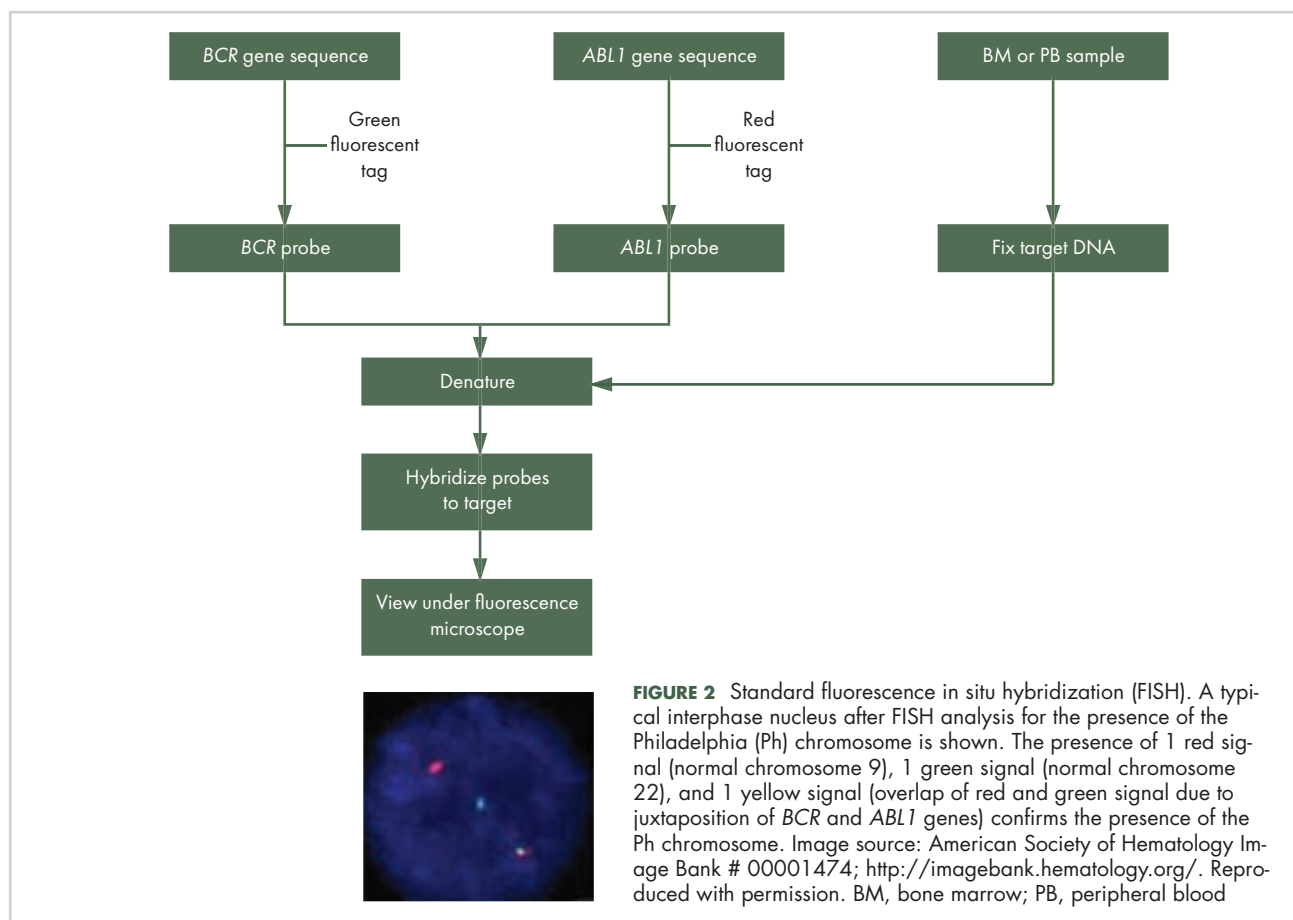 BCR gene sequence
ABL1 gene sequence
BM or PB sample
Green
fluorescent
tag
Red
fluorescent
tag
BCR probe
ABL1 probe
Fix target DNA
Denature
Hybridize probes
to target
View under fluorescence
microscope
FIGURE 2 Standard fluorescence in situ hybridization (FISH). A typi-
cal interphase nucleus after FISH analysis for the presence of the
Philadelphia (Ph) chromosome is shown. The presence of 1 red sig-
nal (normal chromosome 9), 1 green signal (normal chromosome
22), and 1 yellow signal (overlap of red and green signal due to
juxtaposition of BCR and ABL1 genes) confirms the presence of the
Ph chromosome. Image source: American Society of Hematology Im-
age Bank # 00001474; http://imagebank.hematology.org/. Repro-
duced with permission. BM, bone marrow; PB, peripheral blood